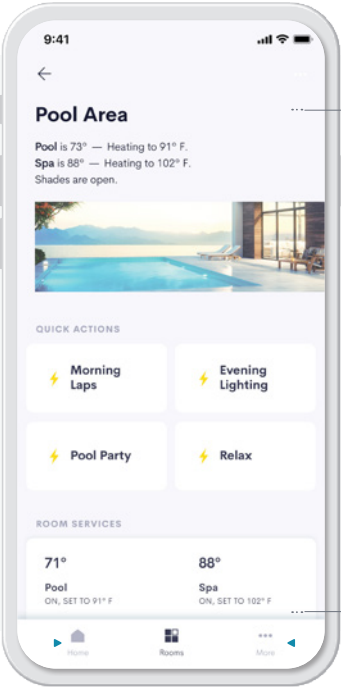 9:41
Pool Area
Pool is 73° — Heating to 91° F.
Spa is 88° — Heating to 102° F.
Shades are open.
QUICK ACTIONS
Morning
Laps
Evening
Lighting
Pool Party
Relax
ROOM SERVICES
71° 88°
Pool Spa
ON, SET TO 91° F ON, SET TO 102° F
Home Rooms More